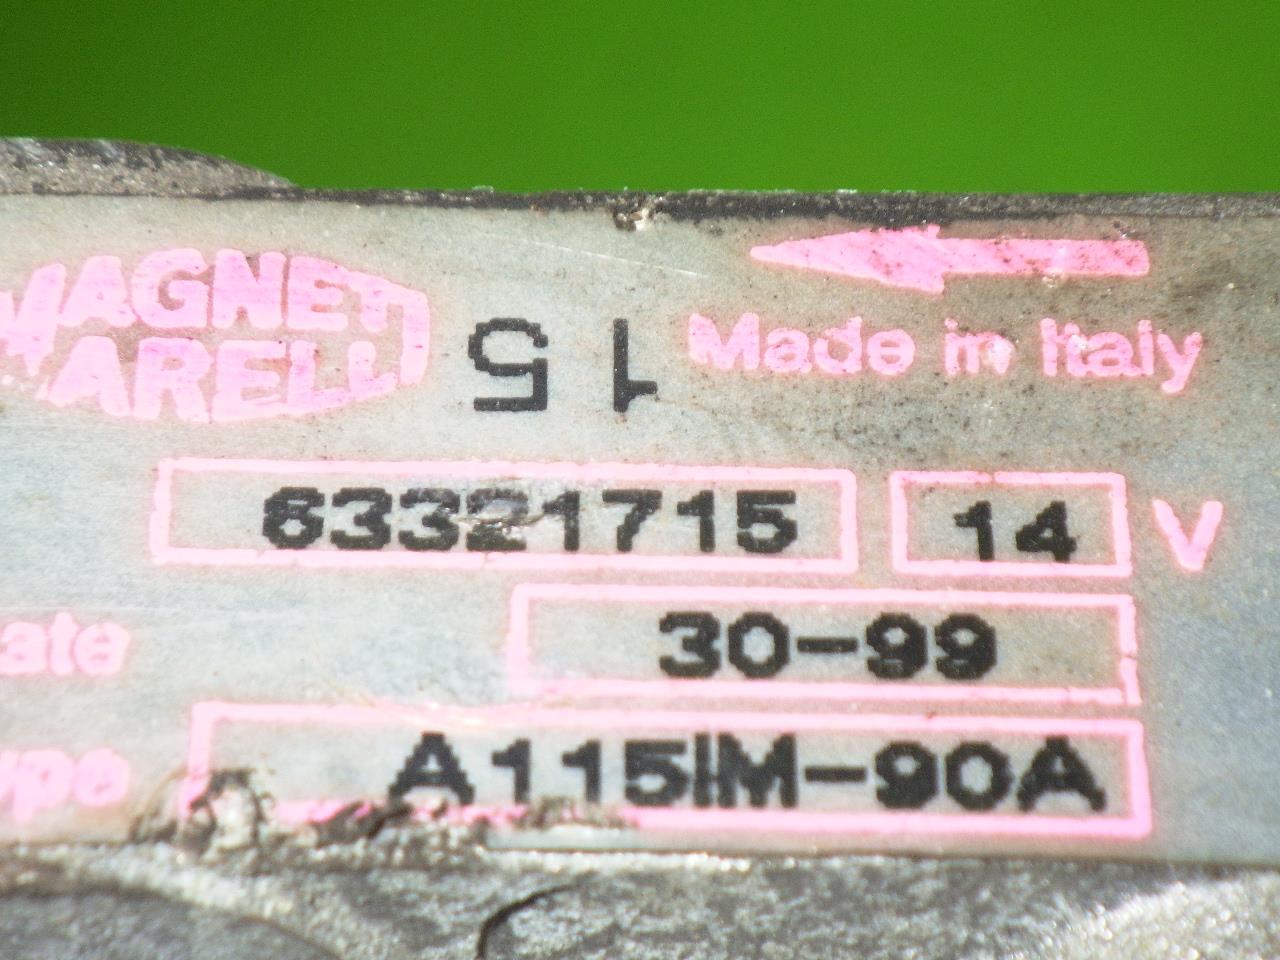 MAGNETI
MARELLI
15
Made in Italy
63321715 14 V
ate 30-99
ype A115IM-90A